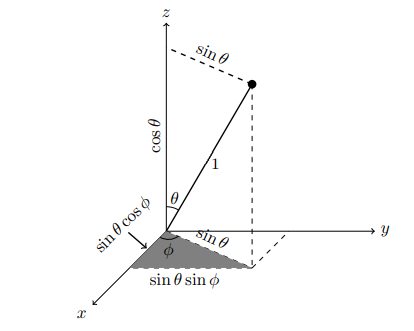 z
sin θ
cos θ
1
θ
sin θ cos ϕ
y
sin θ
ϕ
sin θ sin ϕ
x